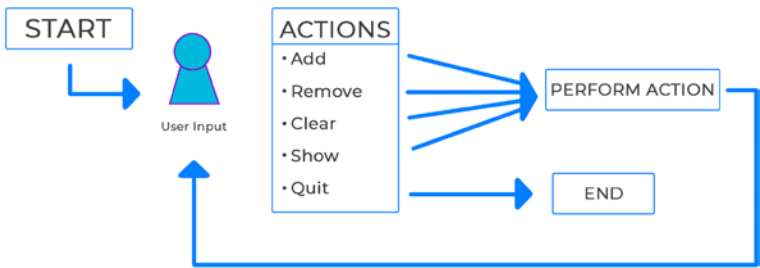 START
User Input
ACTIONS
• Add
• Remove
• Clear
• Show
• Quit
PERFORM ACTION
END